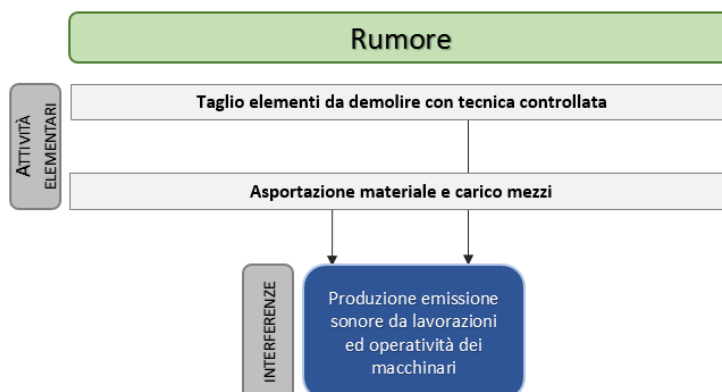 Rumore
ATTIVITÀ
ELEMENTARI
Taglio elementi da demolire con tecnica controllata
Asportazione materiale e carico mezzi
INTERFERENZE
Produzione emissione
sonore da lavorazioni
ed operatività dei
macchinari